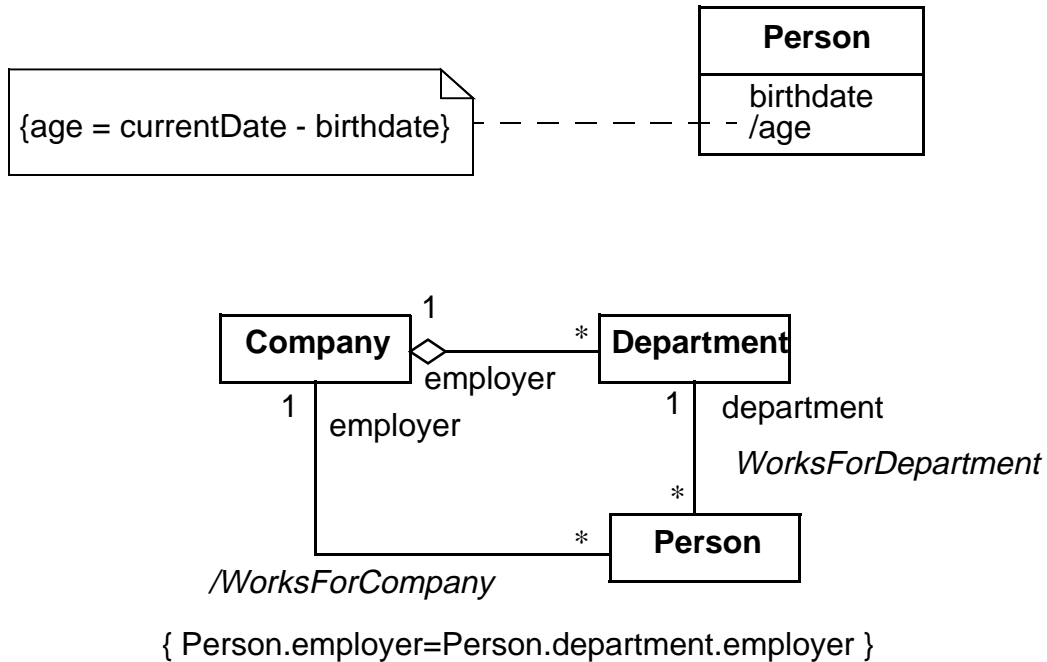 Person
birthdate
{age = currentDate - birthdate}
/age
1
Company
*
Department
employer
1
employer
1
department
WorksForDepartment
*
*
Person
/WorksForCompany
{ Person.employer=Person.department.employer }